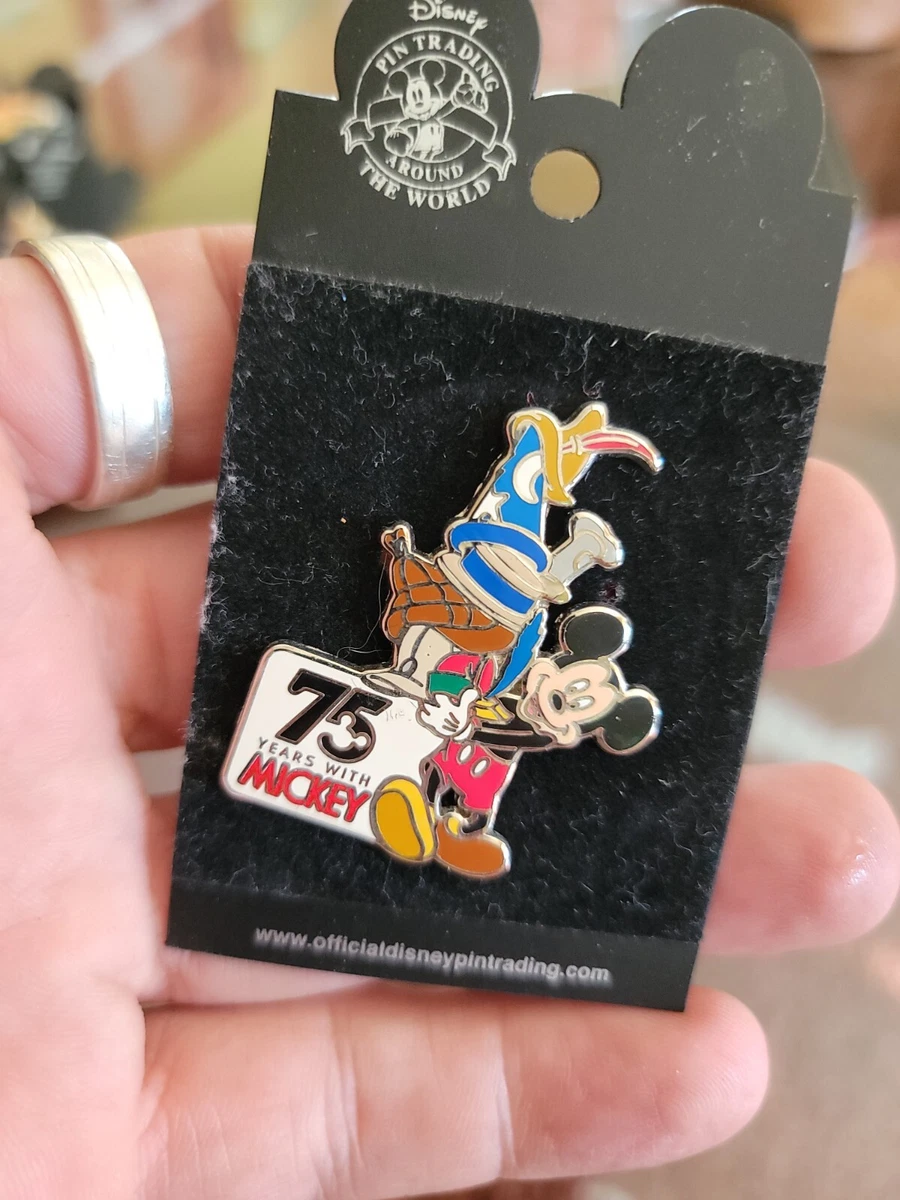 Disney
PIN TRADING
AROUND
THE WORLD
75
YEARS WITH
MICKEY
www.officialdisneypintrading.com